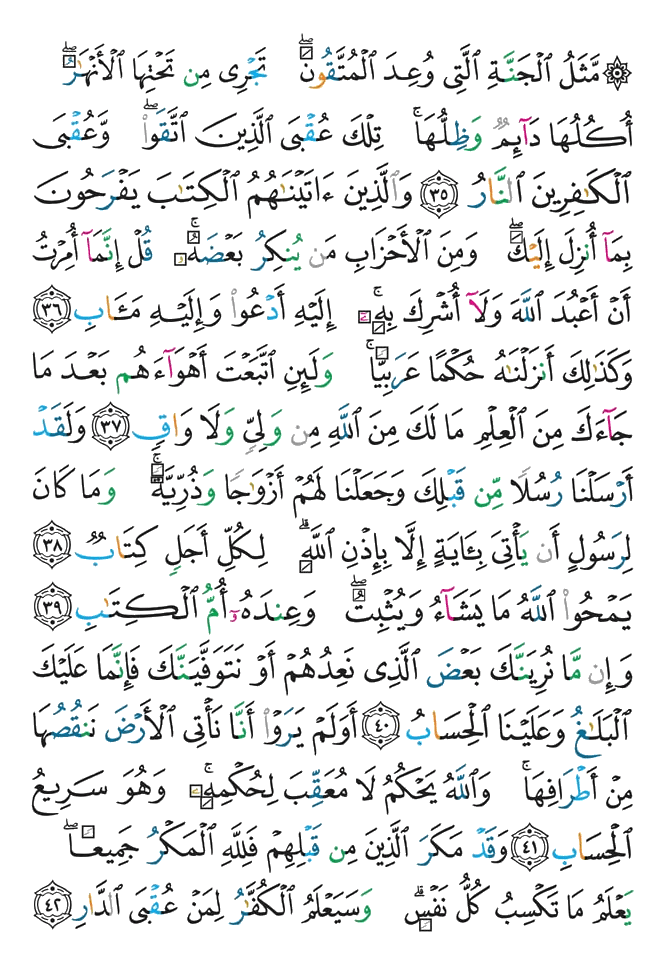 ۞ مَّثَلُ ٱلْجَنَّةِ ٱلَّتِى وُعِدَ ٱلْمُتَّقُونَۖ تَجْرِى مِن تَحْتِهَا ٱلْأَنْهَٰرُۖ
أُكُلُهَا دَآئِمٌۭ وَظِلُّهَاۚ تِلْكَ عُقْبَى ٱلَّذِينَ ٱتَّقَوا۟ۖ وَّعُقْبَى
ٱلْكَٰفِرِينَ ٱلنَّارُ ٣٥ وَٱلَّذِينَ ءَاتَيْنَٰهُمُ ٱلْكِتَٰبَ يَفْرَحُونَ
بِمَآ أُنزِلَ إِلَيْكَۖ وَمِنَ ٱلْأَحْزَابِ مَن يُنكِرُ بَعْضَهُۥۚ قُلْ إِنَّمَآ أُمِرْتُ
أَنْ أَعْبُدَ ٱللَّهَ وَلَآ أُشْرِكَ بِهِۦٓۚ إِلَيْهِ أَدْعُوا۟ وَإِلَيْهِ مَـَٔابِ ٣٦
وَكَذَٰلِكَ أَنزَلْنَٰهُ حُكْمًا عَرَبِيًّۭاۚ وَلَئِنِ ٱتَّبَعْتَ أَهْوَآءَهُم بَعْدَ مَا
جَآءَكَ مِنَ ٱلْعِلْمِ مَا لَكَ مِنَ ٱللَّهِ مِن وَلِىٍّۢ وَلَا وَاقٍۢ ٣٧ وَلَقَدْ
أَرْسَلْنَا رُسُلًۭا مِّن قَبْلِكَ وَجَعَلْنَا لَهُمْ أَزْوَٰجًۭا وَذُرِّيَّةًۭۚ وَمَا كَانَ
لِرَسُولٍ أَن يَأْتِىَ بِـَٔايَةٍ إِلَّا بِإِذْنِ ٱللَّهِۗ لِكُلِّ أَجَلٍۢ كِتَابٌۭ ٣٨
يَمْحُوا۟ ٱللَّهُ مَا يَشَآءُ وَيُثْبِتُۖ وَعِندَهُۥٓ أُمُّ ٱلْكِتَٰبِ ٣٩
وَإِن مَّا نُرِيَنَّكَ بَعْضَ ٱلَّذِى نَعِدُهُمْ أَوْ نَتَوَفَّيَنَّكَ فَإِنَّمَا عَلَيْكَ
ٱلْبَلَٰغُ وَعَلَيْنَا ٱلْحِسَابُ ٤٠ أَوَلَمْ يَرَوْا۟ أَنَّا نَأْتِى ٱلْأَرْضَ نَنقُصُهَا
مِنْ أَطْرَافِهَاۚ وَٱللَّهُ يَحْكُمُ لَا مُعَقِّبَ لِحُكْمِهِۦۚ وَهُوَ سَرِيعُ
ٱلْحِسَابِ ٤١ وَقَدْ مَكَرَ ٱلَّذِينَ مِن قَبْلِهِمْ فَلِلَّهِ ٱلْمَكْرُ جَمِيعًۭاۖ
يَعْلَمُ مَا تَكْسِبُ كُلُّ نَفْسٍۢۗ وَسَيَعْلَمُ ٱلْكُفَّٰرُ لِمَنْ عُقْبَى ٱلدَّارِ ٤٢